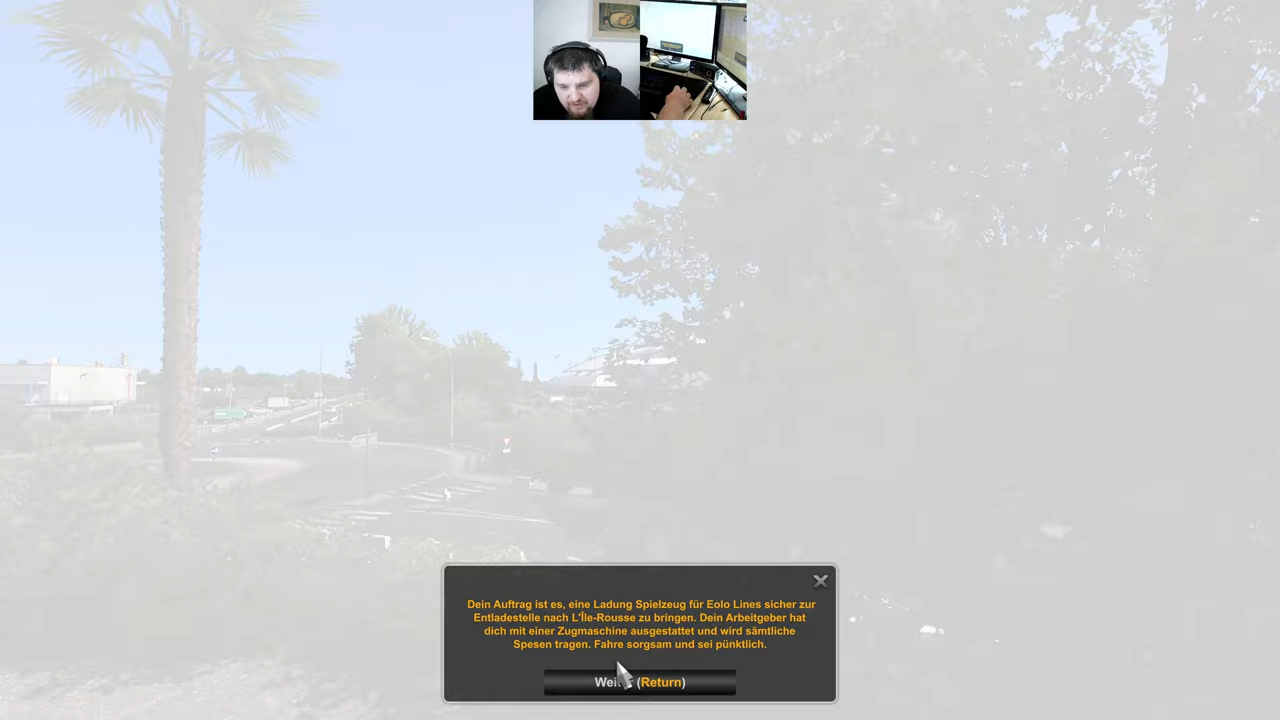 Dein Auftrag ist es, eine Ladung Spielzeug für Eolo Lines sicher zur
Entladestelle nach L'Île-Rousse zu bringen. Dein Arbeitgeber hat
dich mit einer Zugmaschine ausgestattet und wird sämtliche
Spesen tragen. Fahre sorgsam und sei pünktlich.
Weiter (Return)